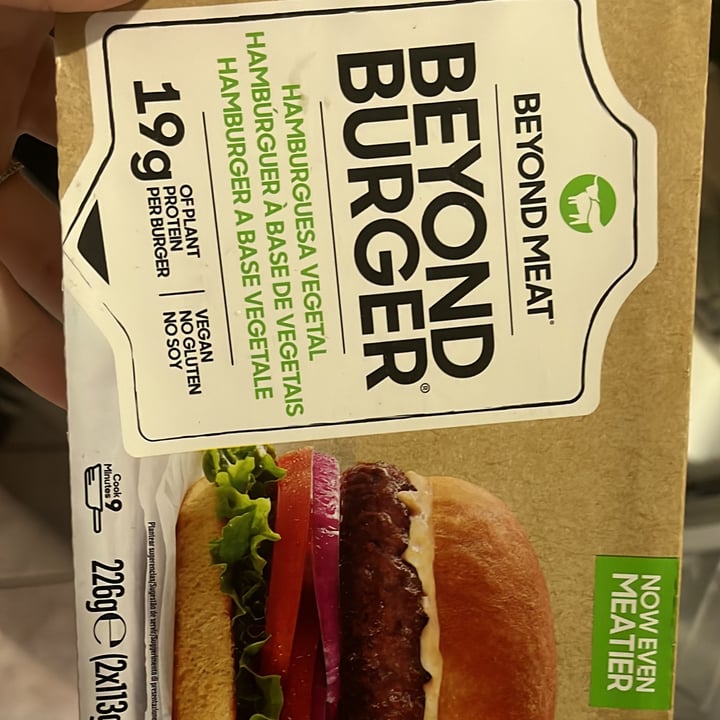 BEYOND MEAT®
BEYOND
BURGER®
HAMBURGUESA VEGETAL
HAMBÚRGUER À BASE DE VEGETAIS
HAMBURGER A BASE VEGETALE
19g
OF PLANT
PROTEIN
PER BURGER
VEGAN
NO GLUTEN
NO SOY
NOW EVEN
MEATIER
Cook 9
Minutes
226g e (2x113g